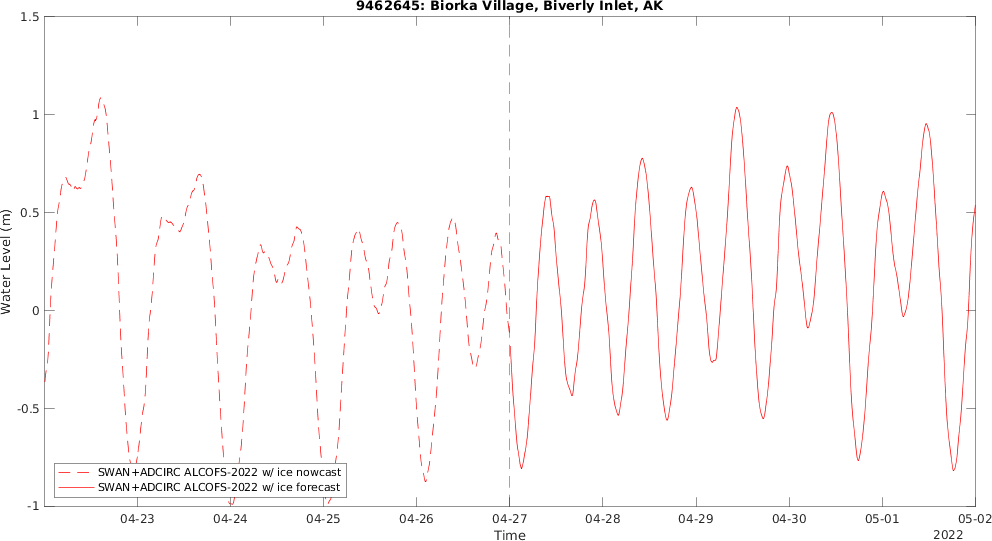 9462645: Biorka Village, Biverly Inlet, AK
1.5
1
0.5
0
-0.5
-1
Water Level (m)
SWAN+ADCIRC ALCOFS-2022 w/ ice nowcast
SWAN+ADCIRC ALCOFS-2022 w/ ice forecast
04-23 04-24 04-25 04-26 04-27 04-28 04-29 04-30 05-01 05-02
Time
2022